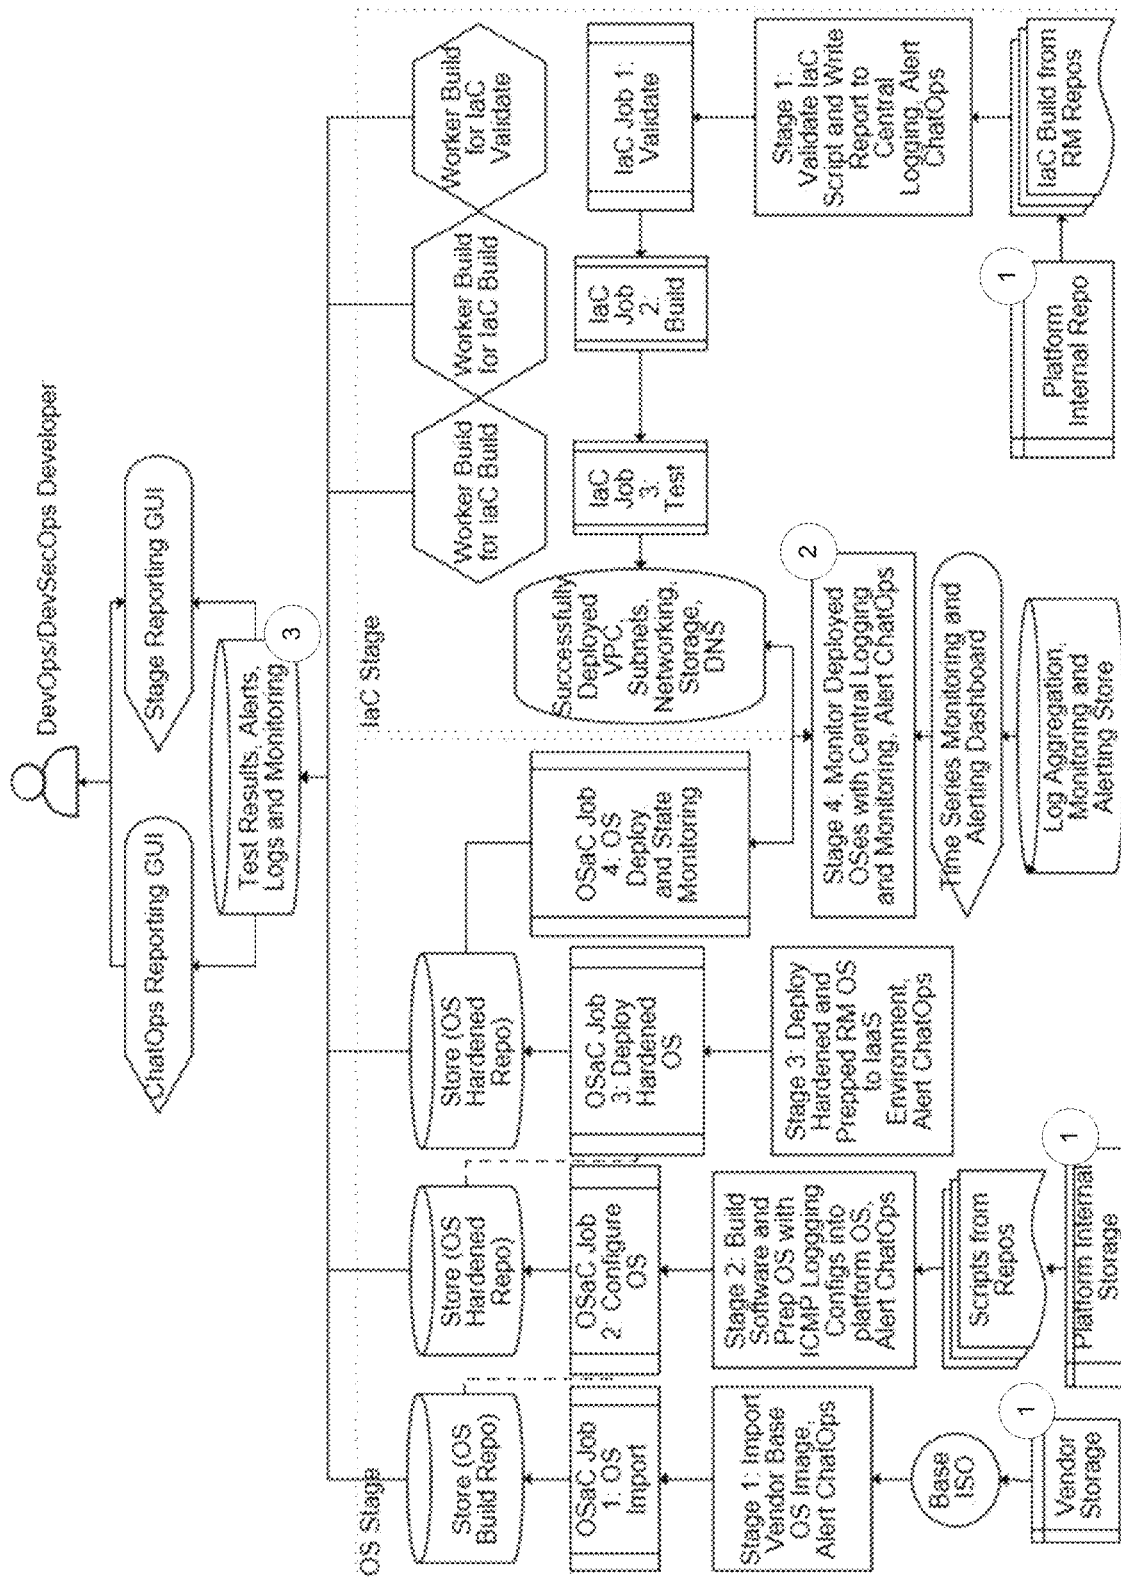 DevOps/DevSecOps Developer
ChatOps Reporting GUI
Stage Reporting GUI
Test Results, Alerts,
Logs and Monitoring
3
OS Stage
IaC Stage
Store (OS
Build Repo)
Store (OS
Hardened
Repo)
Store (OS
Hardened
Repo)
Worker Build
for IaC Build
Worker Build
for IaC Build
Worker Build
for IaC
Validate
OSaC Job
1: OS
Import
OSaC Job
2: Configure
OS
OSaC Job
3: Deploy
Hardened
OS
OSaC Job
4: OS
Deploy
and State
Monitoring
Successfully
Deployed
VPC,
Subnets,
Networking,
Storage,
DNS
IaC
Job
3:
Test
IaC
Job
2:
Build
IaC Job 1:
Validate
Stage 1: Import
Vendor Base
OS Image,
Alert ChatOps
Stage 2: Build
Software and
Prep OS with
ICMP Loggging
Configs into
platform OS,
Alert ChatOps
Stage 3: Deploy
Hardened and
Prepped RM OS
to IaaS
Environment,
Alert ChatOps
Stage 4: Monitor Deployed
OSes with Central Logging
and Monitoring, Alert ChatOps
2
Stage 1:
Validate IaC
Script and Write
Report to
Central
Logging, Alert
ChatOps
Base
ISO
Scripts from
Repos
Time Series Monitoring and
Alerting Dashboard
IaC Build from
RM Repos
Vendor
Storage
1
Platform Internal
Storage
1
Log Aggregation,
Monitoring and
Alerting Store
Platform
Internal Repo
1